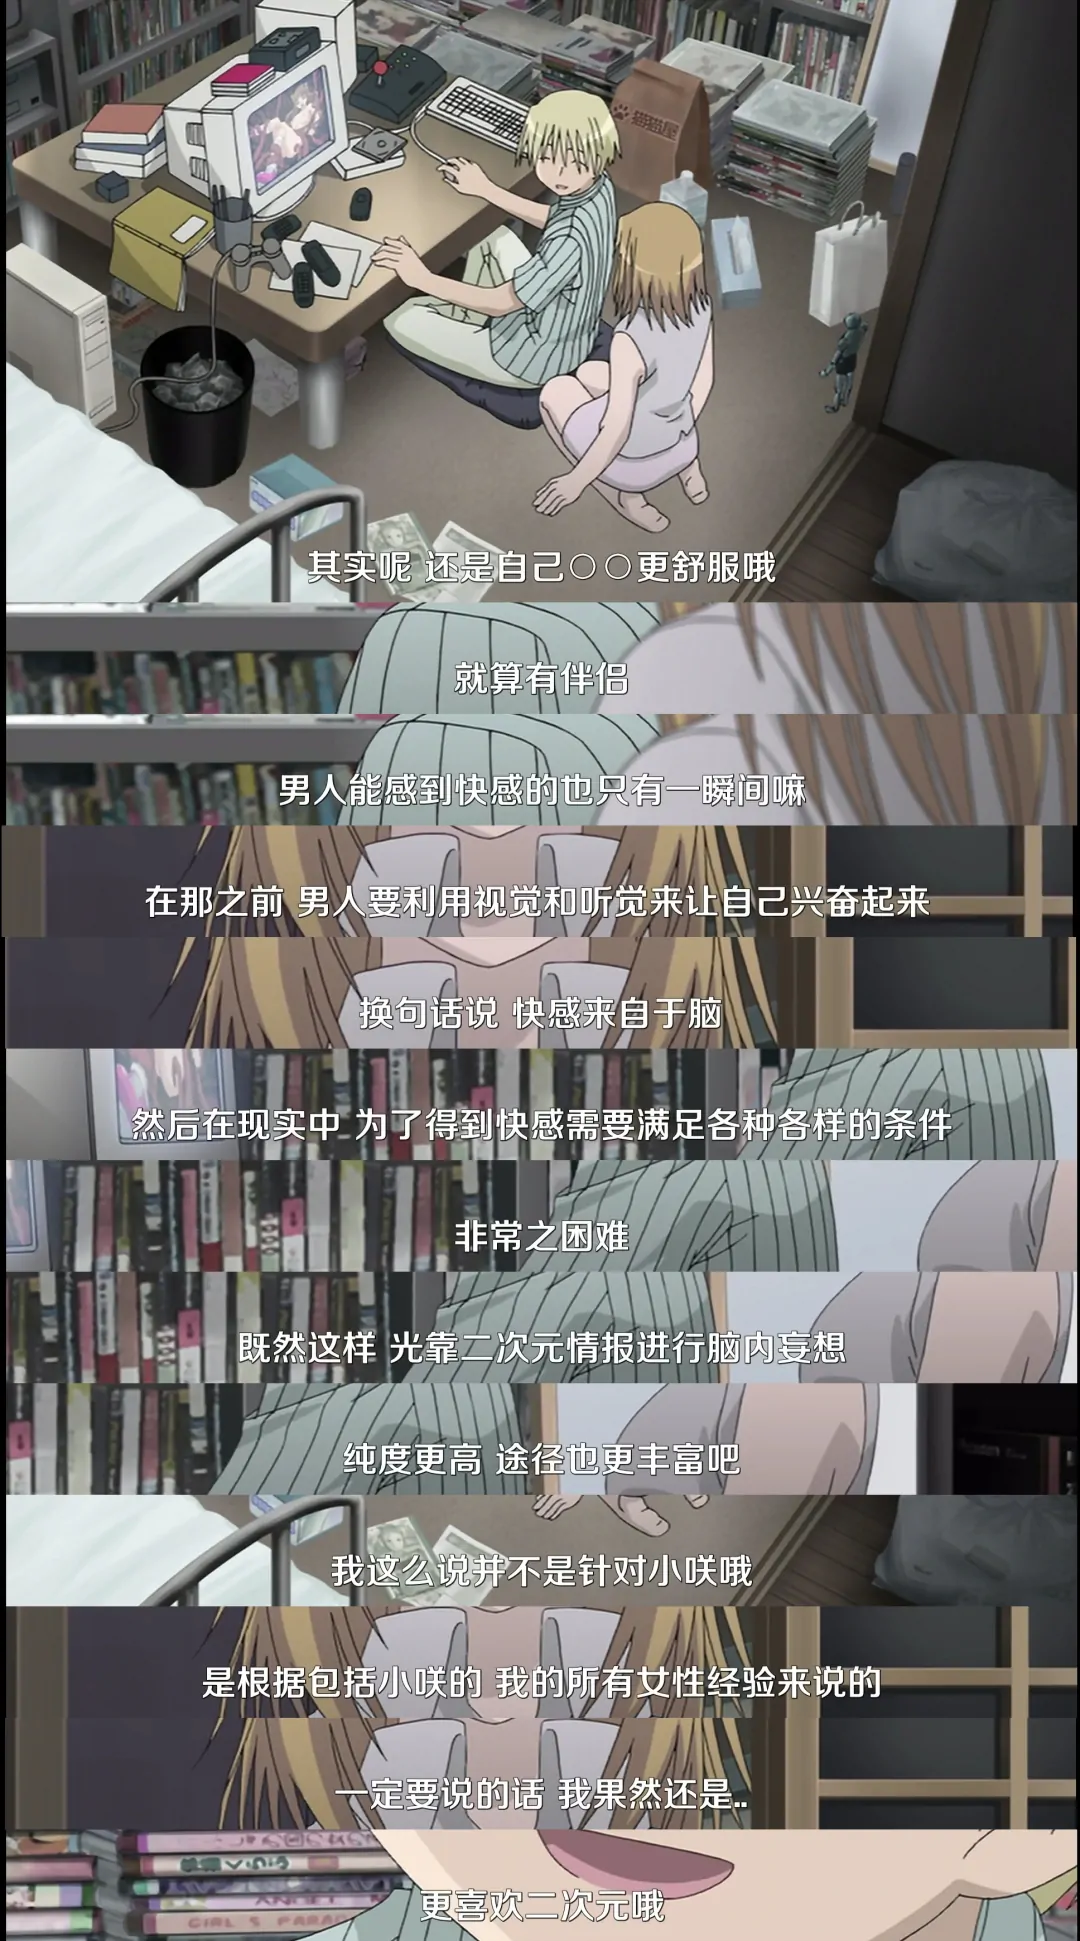 猫猫屋
其实呢 还是自己○○更舒服哦
就算有伴侣
男人能感到快感的也只有一瞬间嘛
在那之前 男人要利用视觉和听觉来让自己兴奋起来
换句话说 快感来自于脑
然后在现实中 为了得到快感需要满足各种各样的条件
非常之困难
既然这样 光靠二次元情报进行脑内妄想
纯度更高 途径也更丰富吧
我这么说并不是针对小咲哦
是根据包括小咲的 我的所有女性经验来说的
一定要说的话 我果然还是..
GIRL'S PARA
更喜欢二次元哦